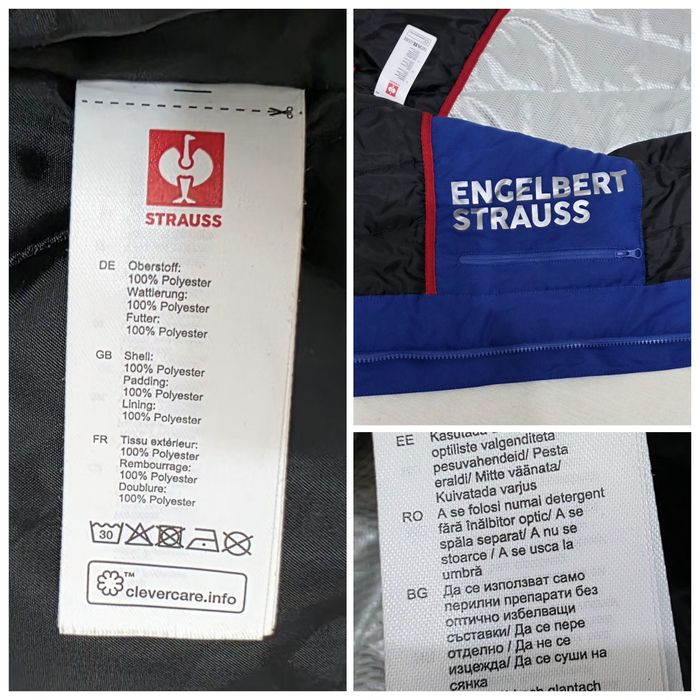 STRAUSS
DE Oberstoff:
100% Polyester
Wattierung:
100% Polyester
Futter:
100% Polyester
GB Shell:
100% Polyester
Padding:
100% Polyester
Lining:
100% Polyester
FR Tissu extérieur:
100% Polyester
Rembourrage:
100% Polyester
Doublure:
100% Polyester
30
™
clevercare.info
ENGELBERT
STRAUSS
EE Kasutada
optiliste valgenditeta
pesuvahendeid/ Pesta
eraldi/ Mitte väänata/
Kuivatada varjus
RO A se folosi numai detergent
fără înălbitor optic/ A se
spăla separat/ A nu se
stoarce / A se usca la
umbră
BG Да се използват само
перилни препарати без
оптично избелващи
съставки/ Да се пере
отделно / Да не се
изцежда/ Да се суши на
сянка